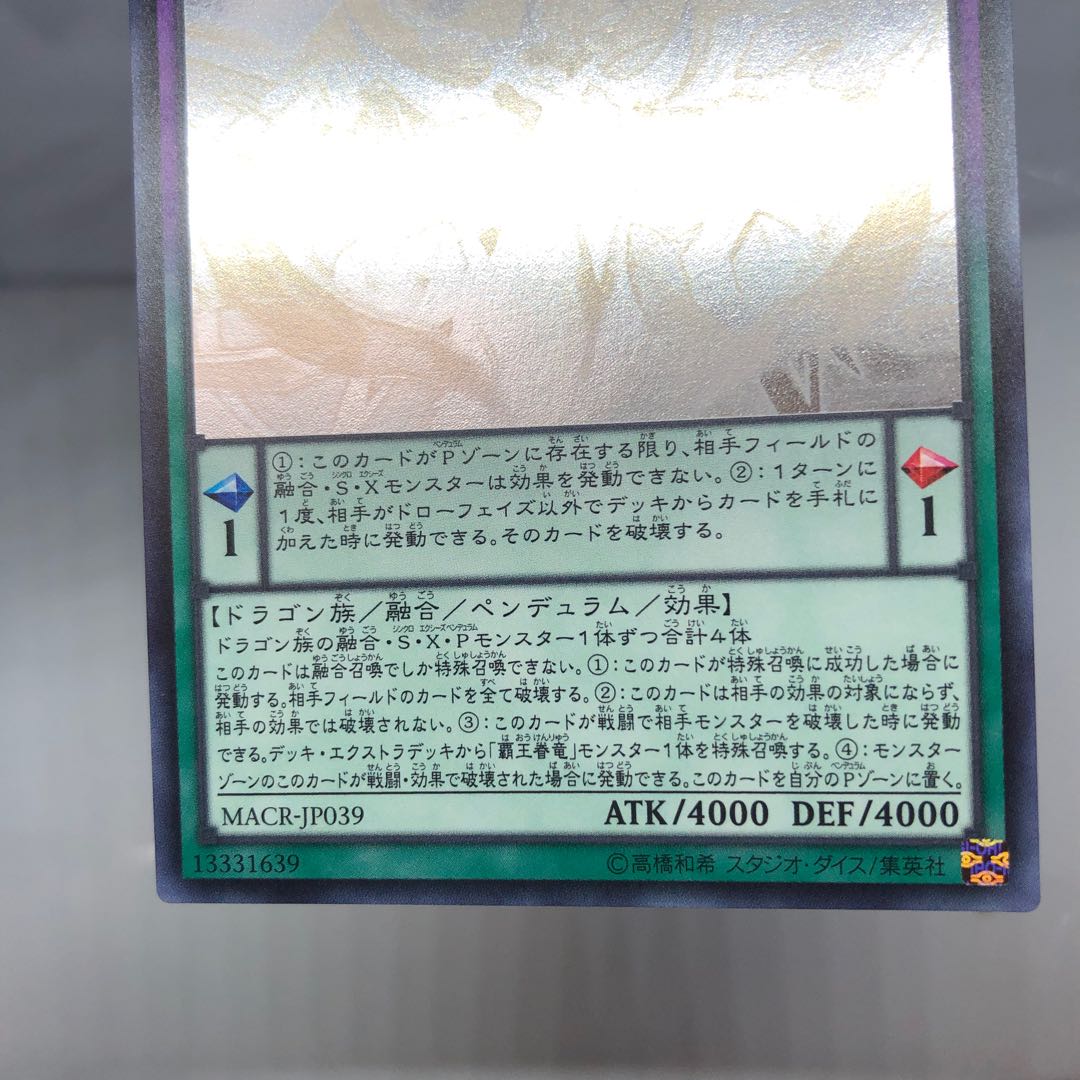 ①：このカードがPゾーンに存在する限り、相手フィールドの
融合・S・Xモンスターは効果を発動できない。②：1ターンに
1度、相手がドローフェイズ以外でデッキからカードを手札に
加えた時に発動できる。そのカードを破壊する。
1
1
【ドラゴン族／融合／ペンデュラム／効果】
ドラゴン族の融合・S・X・Pモンスター1体ずつ合計4体
このカードは融合召喚でしか特殊召喚できない。①：このカードが特殊召喚に成功した場合に
発動する。相手フィールドのカードを全て破壊する。②：このカードは相手の効果の対象にならず、
相手の効果では破壊されない。③：このカードが戦闘で相手モンスターを破壊した時に発動
できる。デッキ・エクストラデッキから「覇王眷竜」モンスター1体を特殊召喚する。④：モンスター
ゾーンのこのカードが戦闘・効果で破壊された場合に発動できる。このカードを自分のPゾーンに置く。
MACR-JP039 ATK/4000 DEF/4000
13331639 ©高橋和希 スタジオ・ダイス/集英社